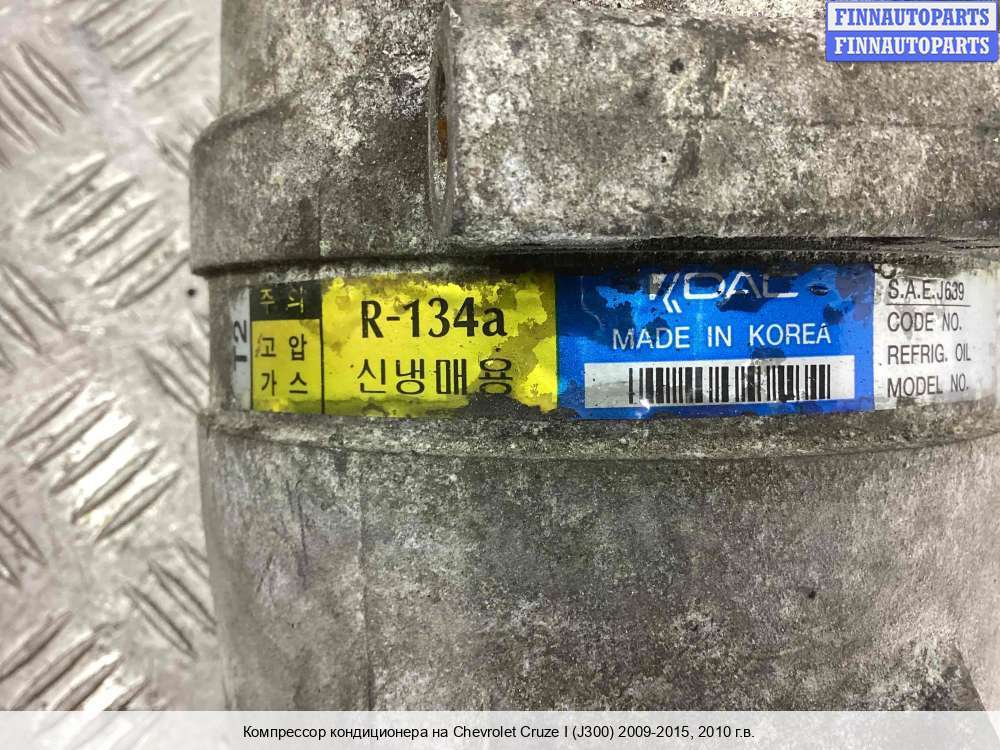 FINNAUTOPARTS
FINNAUTOPARTS
T2
주의
고압
가스
R-134a
신냉매용
KDAC
MADE IN KOREA
S.A.E.J639
CODE NO.
REFRIG. OIL
MODEL NO.
Компрессор кондиционера на Chevrolet Cruze I (J300) 2009-2015, 2010 г.в.